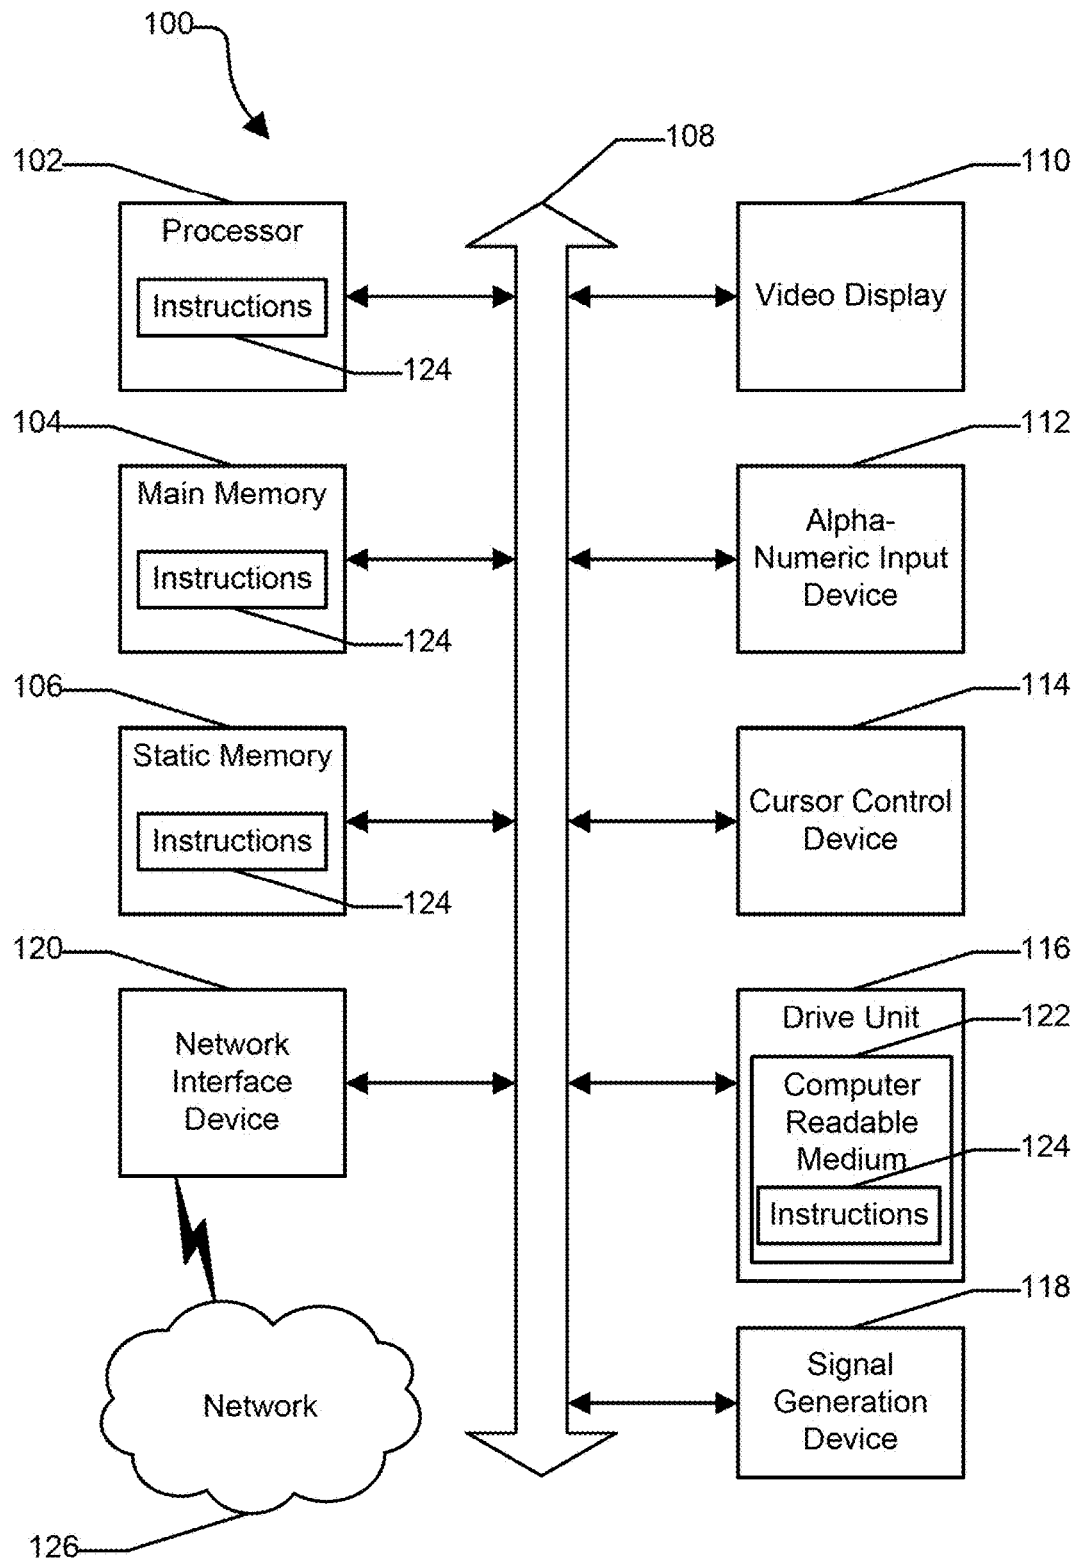 100
108
102
110
Processor
Instructions
124
Video Display
104
112
Main Memory
Instructions
124
Alpha-
Numeric Input
Device
106
114
Static Memory
Instructions
124
Cursor Control
Device
120
116
Network
Interface
Device
Drive Unit
122
Computer
Readable
Medium
124
Instructions
118
Signal
Generation
Device
Network
126